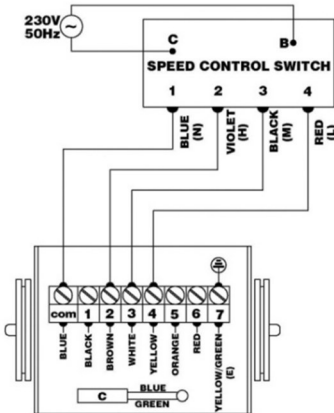 230V
50Hz
C
B
SPEED CONTROL SWITCH
1 2 3 4
BLUE
(N)
VIOLET
(H)
BLACK
(M)
RED
(L)
com 1 2 3 4 5 6 7
BLUE
BLACK
BROWN
WHITE
YELLOW
ORANGE
RED
YELLOW/GREEN
(E)
C
BLUE
GREEN